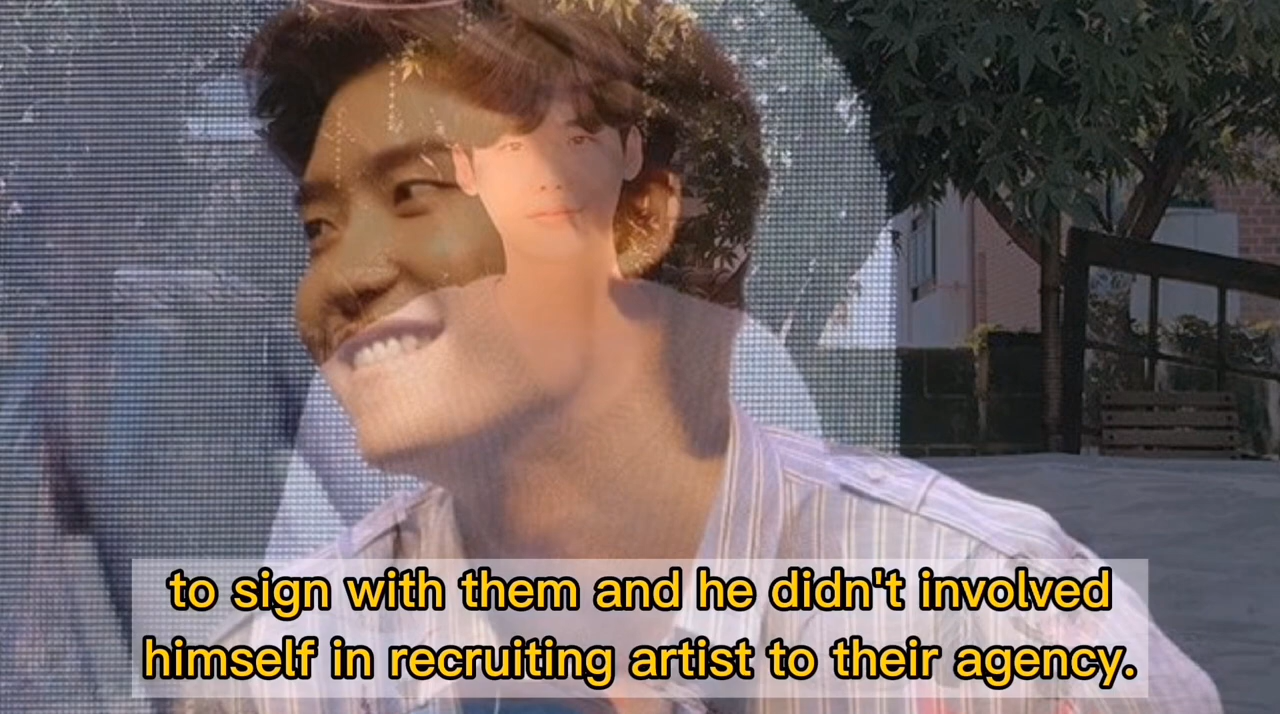 to sign with them and he didn't involved
himself in recruiting artist to their agency.